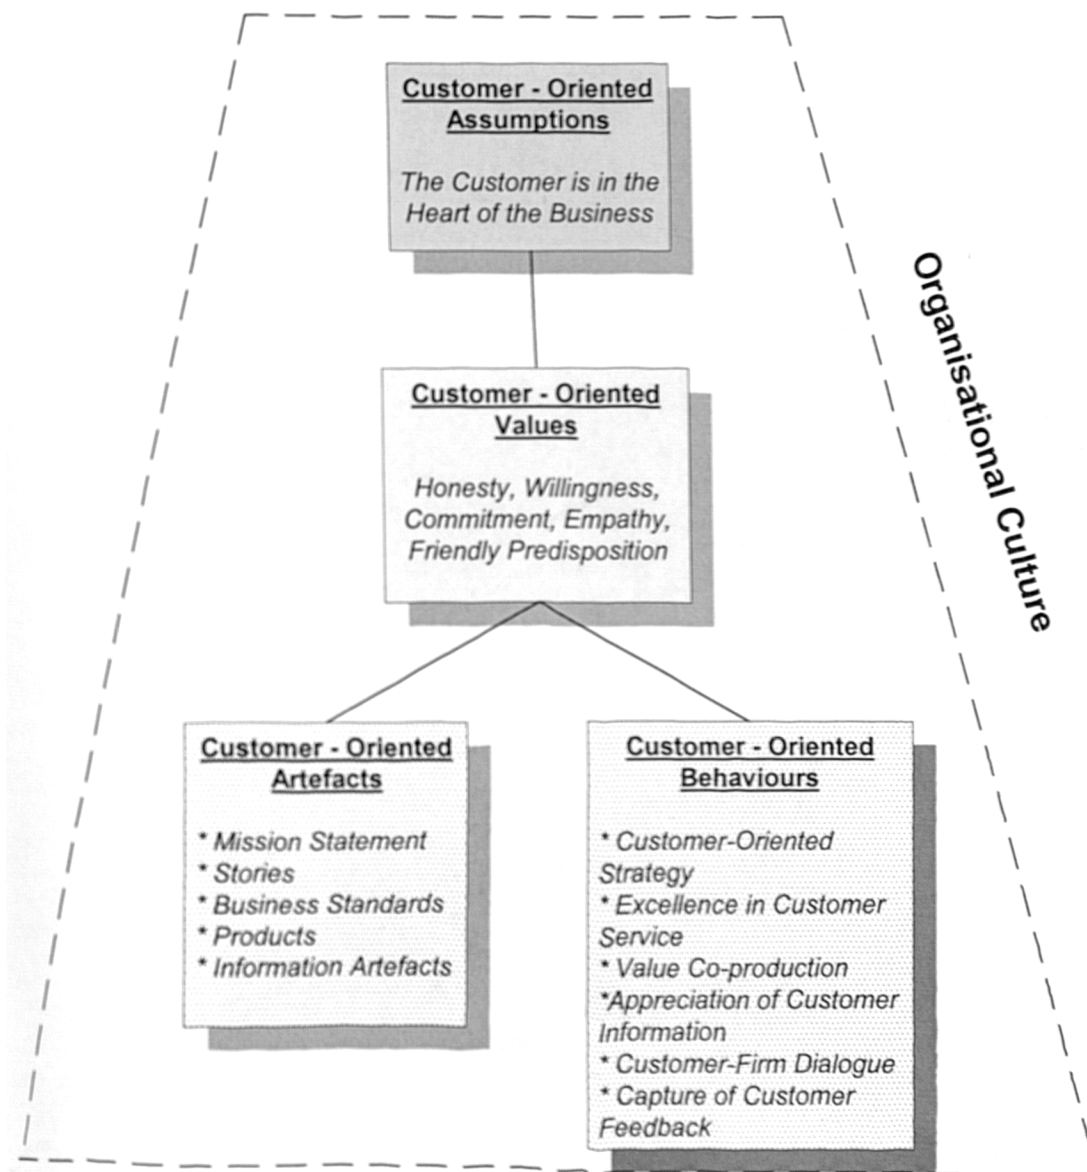 Customer - Oriented
Assumptions
The Customer is in the
Heart of the Business
Organisational Culture
Customer - Oriented
Values
Honesty, Willingness,
Commitment, Empathy,
Friendly Predisposition
Customer - Oriented
Artefacts
* Mission Statement
* Stories
* Business Standards
* Products
* Information Artefacts
Customer - Oriented
Behaviours
* Customer-Oriented
Strategy
* Excellence in Customer
Service
* Value Co-production
*Appreciation of Customer
Information
* Customer-Firm Dialogue
* Capture of Customer
Feedback